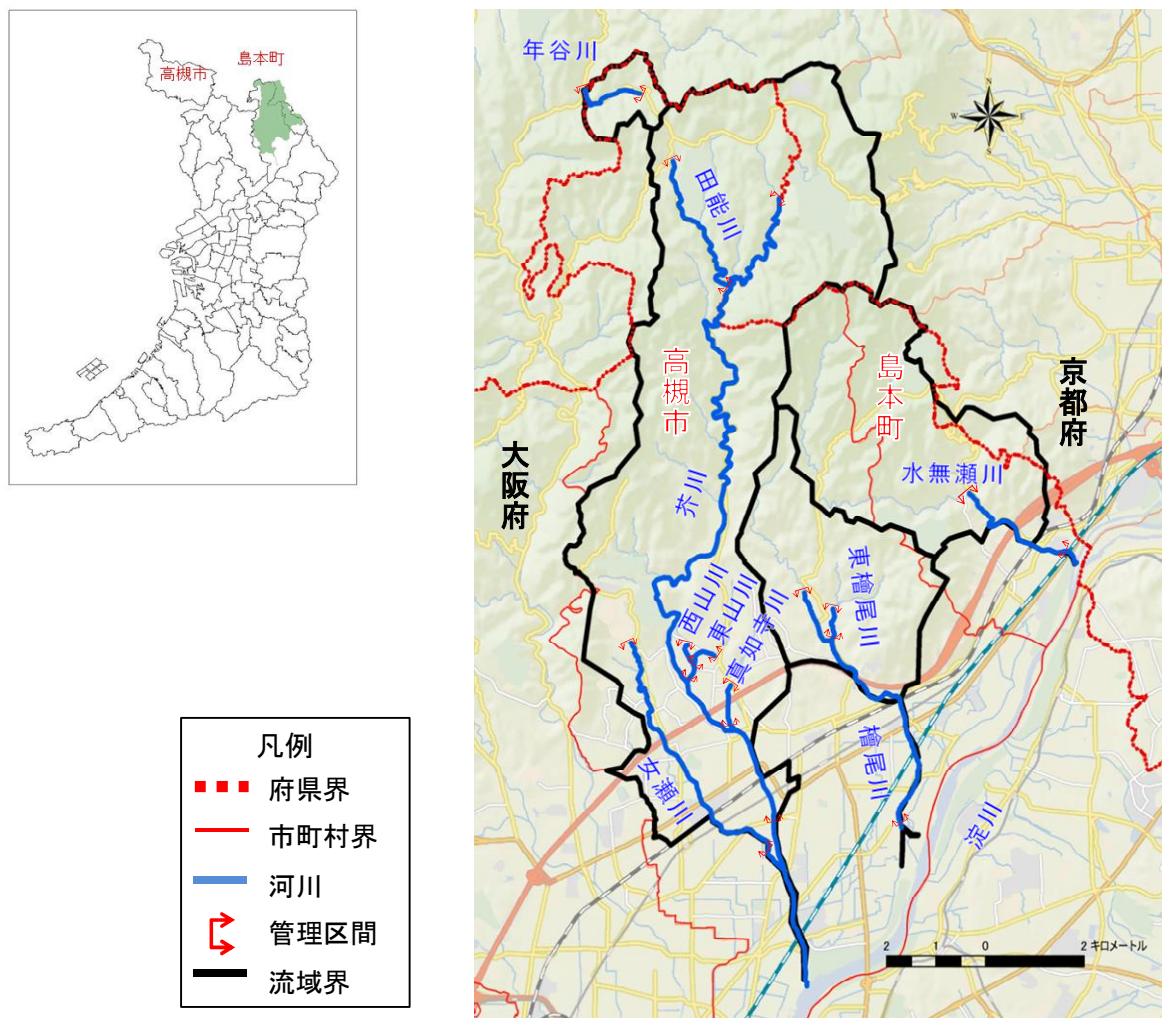 高槻市
島本町
年谷川
N
W
E
S
田能川
高槻市
島本町
京都府
大阪府
水無瀬川
芥川
西山川
東山川
真如寺川
東檜尾川
女瀬川
檜尾川
淀川
2 1 0 2 キロメートル
凡例
府県界
市町村界
河川
管理区間
流域界